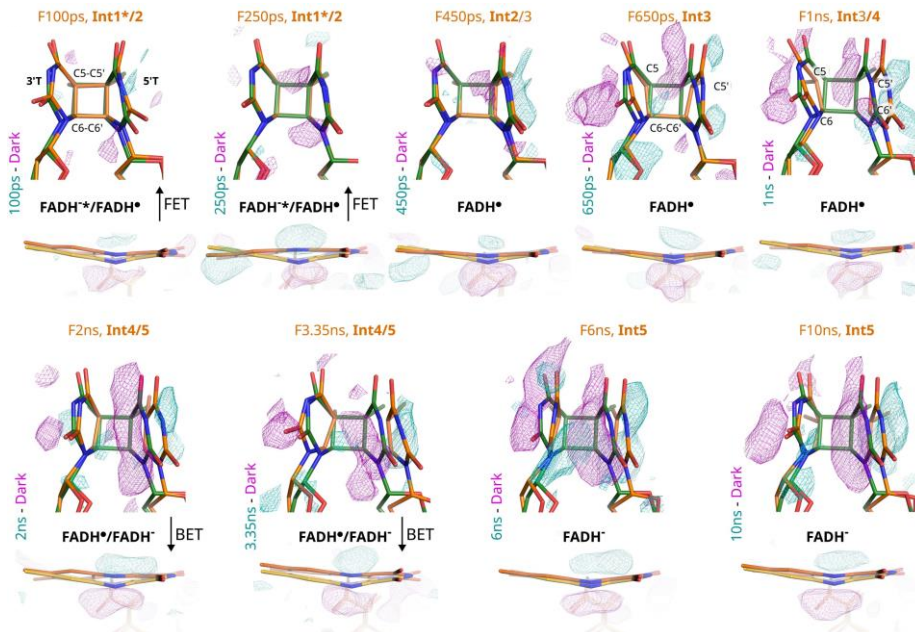 F100ps, Int1*/2
F250ps Int1*/2
F450ps Int2/3
F650ps, Int3
F1ns, Int3/4
3'T
C5-C5'
5'T
C6-C6'
100ps - Dark
250ps - Dark
450ps - Dark
C5
C5'
C6-C6'
650ps - Dark
C5
C5'
C6'
C6
1ns - Dark
FADH⁻*/FADH•
FET
FADH⁻*/FADH•
FET
FADH•
FADH•
FADH•
F2ns, Int4/5
F3.35ns, Int4/5
F6ns Int5
F10ns, Int5
2ns - Dark
3.35ns - Dark
6ns - Dark
10ns - Dark
FADH•/FADH⁻
BET
FADH•/FADH⁻
BET
FADH⁻
FADH⁻